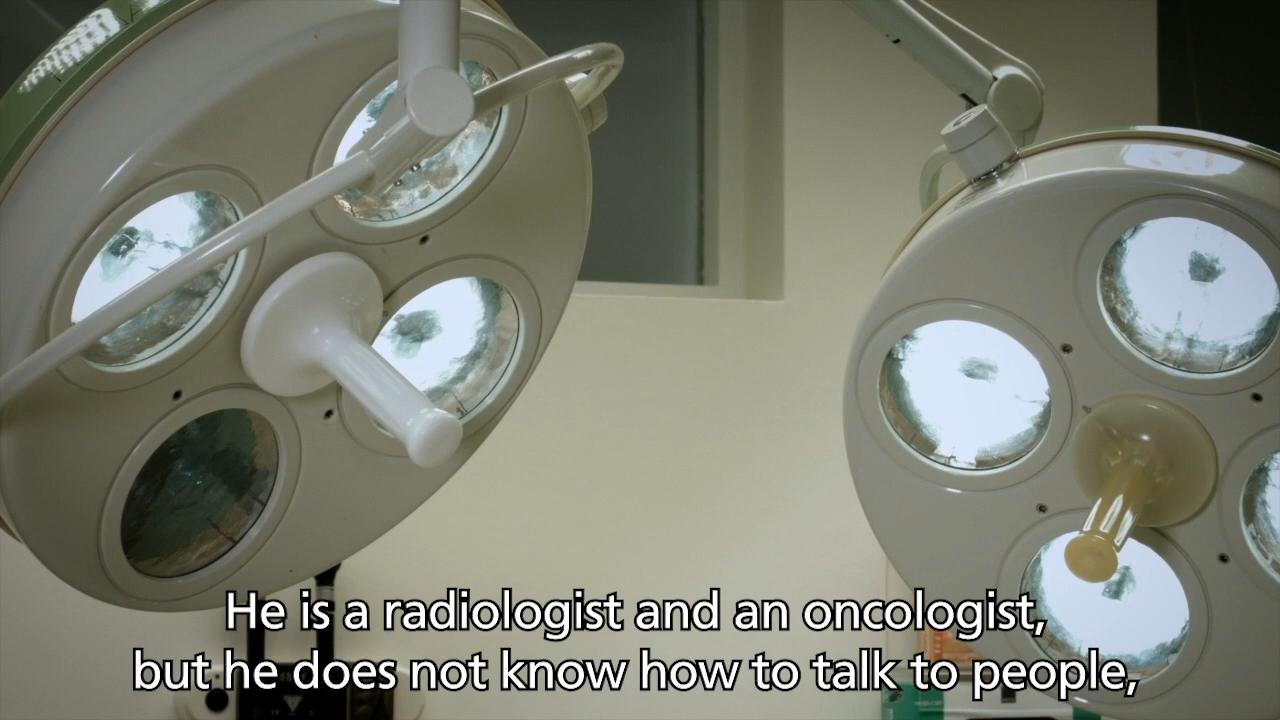 He is a radiologist and an oncologist,
but he does not know how to talk to people,